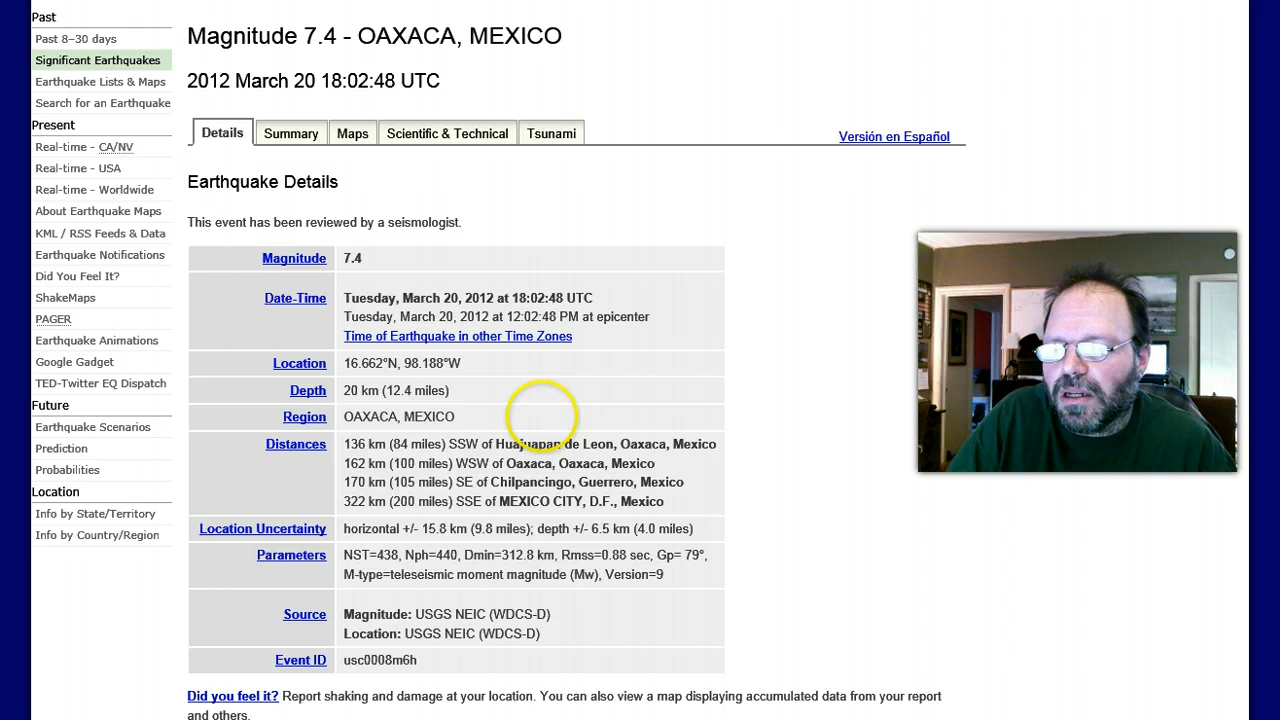 Past
Past 8-30 days
Significant Earthquakes
Earthquake Lists & Maps
Search for an Earthquake
Present
Real-time - CA/NV
Real-time - USA
Real-time - Worldwide
About Earthquake Maps
KML / RSS Feeds & Data
Earthquake Notifications
Did You Feel It?
ShakeMaps
PAGER
Earthquake Animations
Google Gadget
TED-Twitter EQ Dispatch
Future
Earthquake Scenarios
Prediction
Probabilities
Location
Info by State/Territory
Info by Country/Region
Magnitude 7.4 - OAXACA, MEXICO
2012 March 20 18:02:48 UTC
Details Summary Maps Scientific & Technical Tsunami
Versión en Español
Earthquake Details
This event has been reviewed by a seismologist.
Magnitude 7.4
Date-Time Tuesday, March 20, 2012 at 18:02:48 UTC
Tuesday, March 20, 2012 at 12:02:48 PM at epicenter
Time of Earthquake in other Time Zones
Location 16.662°N, 98.188°W
Depth 20 km (12.4 miles)
Region OAXACA, MEXICO
Distances 136 km (84 miles) SSW of Huajuapan de Leon, Oaxaca, Mexico
162 km (100 miles) WSW of Oaxaca, Oaxaca, Mexico
170 km (105 miles) SE of Chilpancingo, Guerrero, Mexico
322 km (200 miles) SSE of MEXICO CITY, D.F., Mexico
Location Uncertainty horizontal +/- 15.8 km (9.8 miles); depth +/- 6.5 km (4.0 miles)
Parameters NST=438, Nph=440, Dmin=312.8 km, Rmss=0.88 sec, Gp= 79°,
M-type=teleseismic moment magnitude (Mw), Version=9
Source Magnitude: USGS NEIC (WDCS-D)
Location: USGS NEIC (WDCS-D)
Event ID usc0008m6h
Did you feel it? Report shaking and damage at your location. You can also view a map displaying accumulated data from your report
and others.